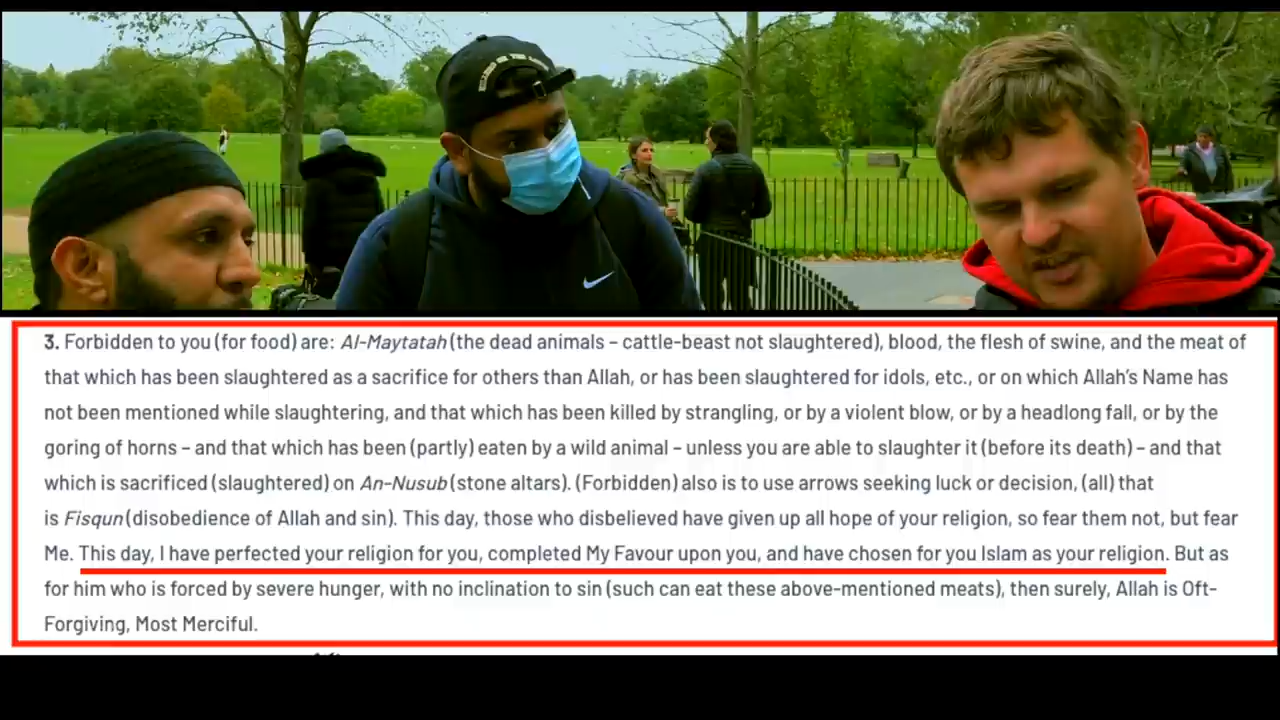 3. Forbidden to you (for food) are: Al-Maytatah (the dead animals – cattle-beast not slaughtered), blood, the flesh of swine, and the meat of
that which has been slaughtered as a sacrifice for others than Allah, or has been slaughtered for idols, etc., or on which Allah’s Name has
not been mentioned while slaughtering, and that which has been killed by strangling, or by a violent blow, or by a headlong fall, or by the
goring of horns – and that which has been (partly) eaten by a wild animal – unless you are able to slaughter it (before its death) – and that
which is sacrificed (slaughtered) on An-Nusub (stone altars). (Forbidden) also is to use arrows seeking luck or decision, (all) that
is Fisqun (disobedience of Allah and sin). This day, those who disbelieved have given up all hope of your religion, so fear them not, but fear
Me. This day, I have perfected your religion for you, completed My Favour upon you, and have chosen for you Islam as your religion. But as
for him who is forced by severe hunger, with no inclination to sin (such can eat these above-mentioned meats), then surely, Allah is Oft-
Forgiving, Most Merciful.